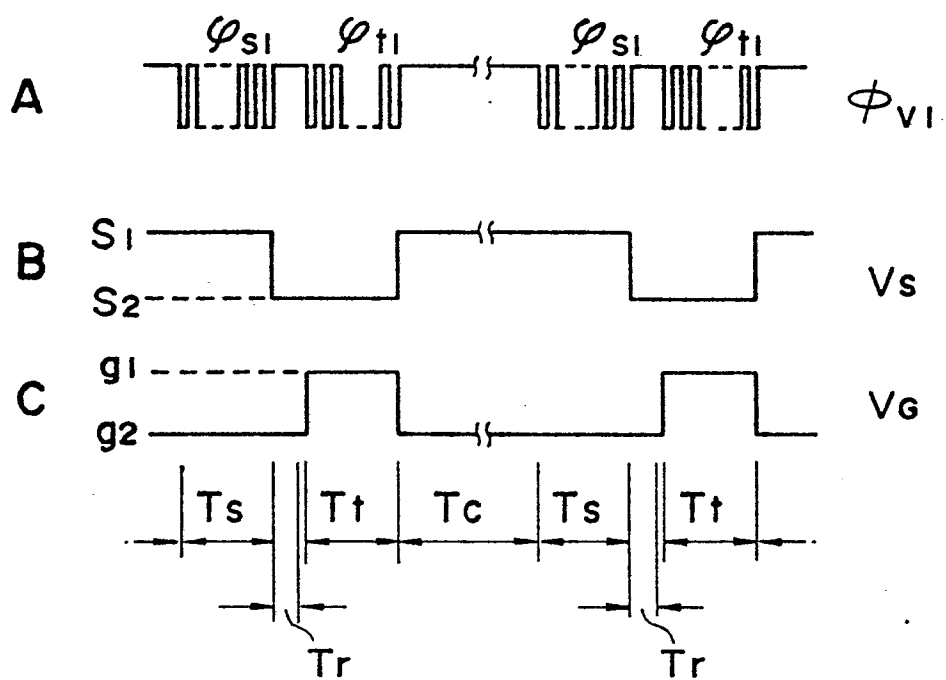 φs1 φt1 φs1 φt1
A ϕV1
S1
B
S2 Vs
g1
C VG
g2
Ts Tt Tc Ts Tt
Tr Tr